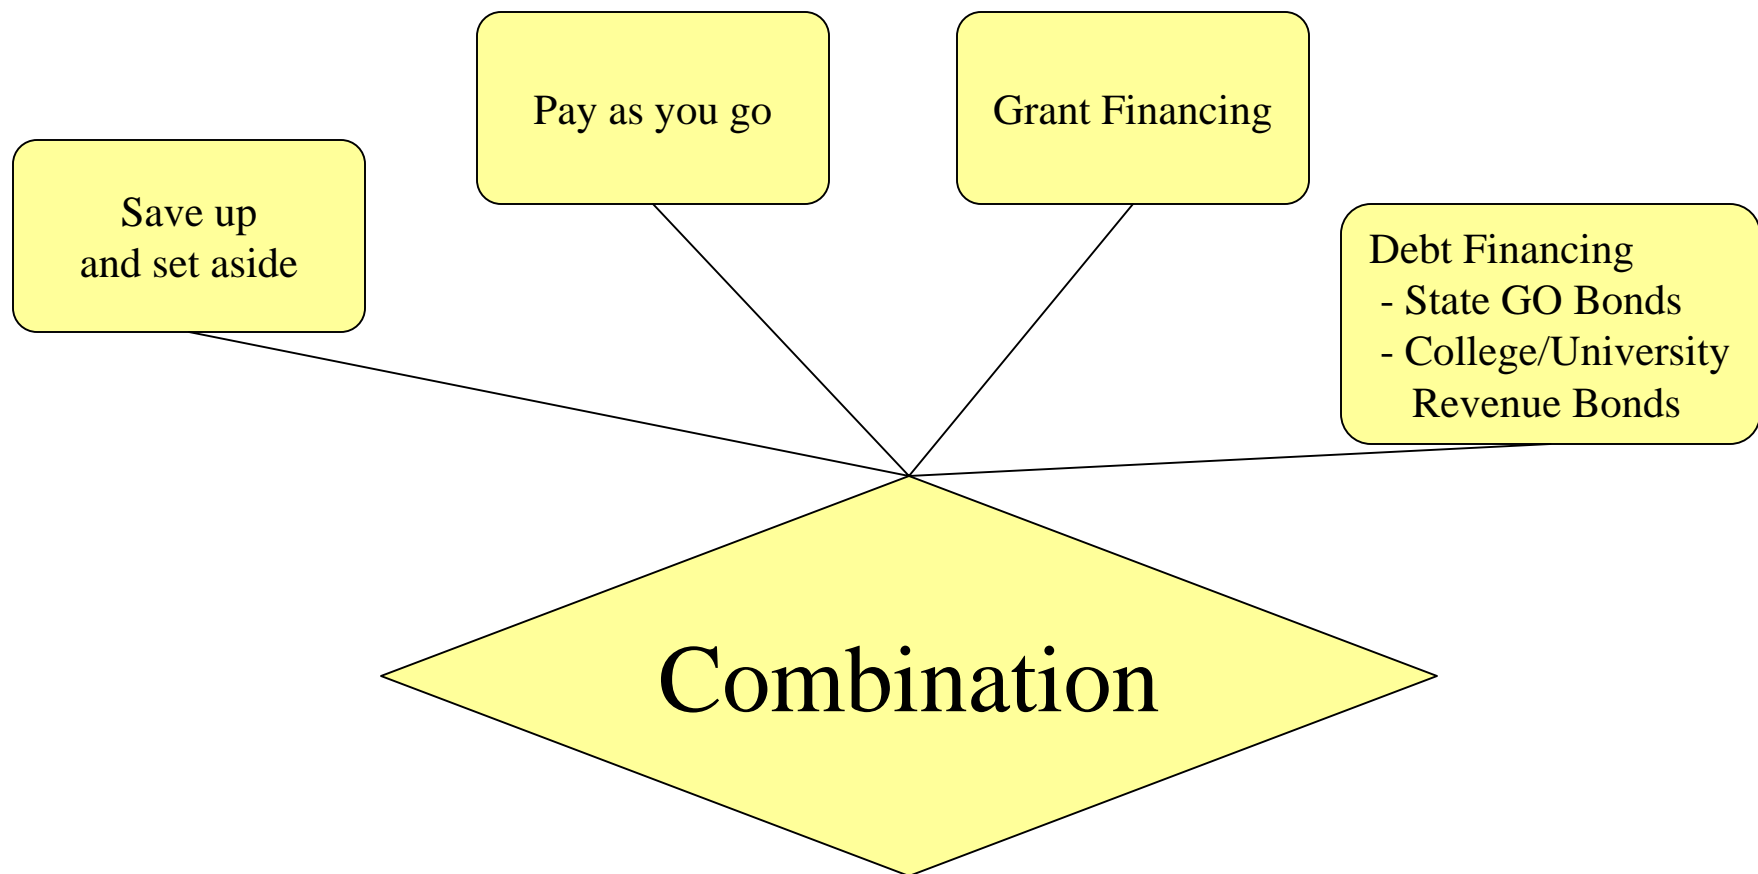 Save up
and set aside
Pay as you go
Grant Financing
Debt Financing
- State GO Bonds
- College/University
Revenue Bonds
Combination